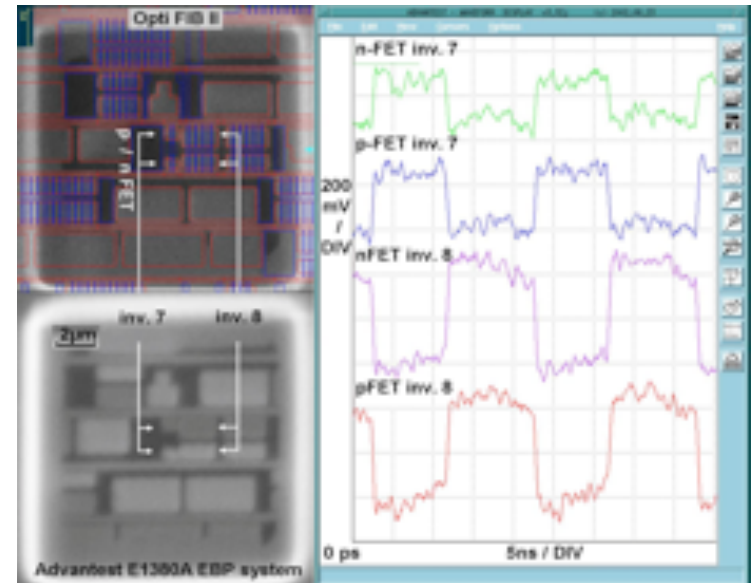 Opti FIB II
p / nFET
inv. 7 inv. 8
2µm
Advantest E1380A EBP system
n-FET inv. 7
p-FET inv. 7
200
mV
/
DIV
nFET inv. 8
pFET inv. 8
0 ps 5ns / DIV